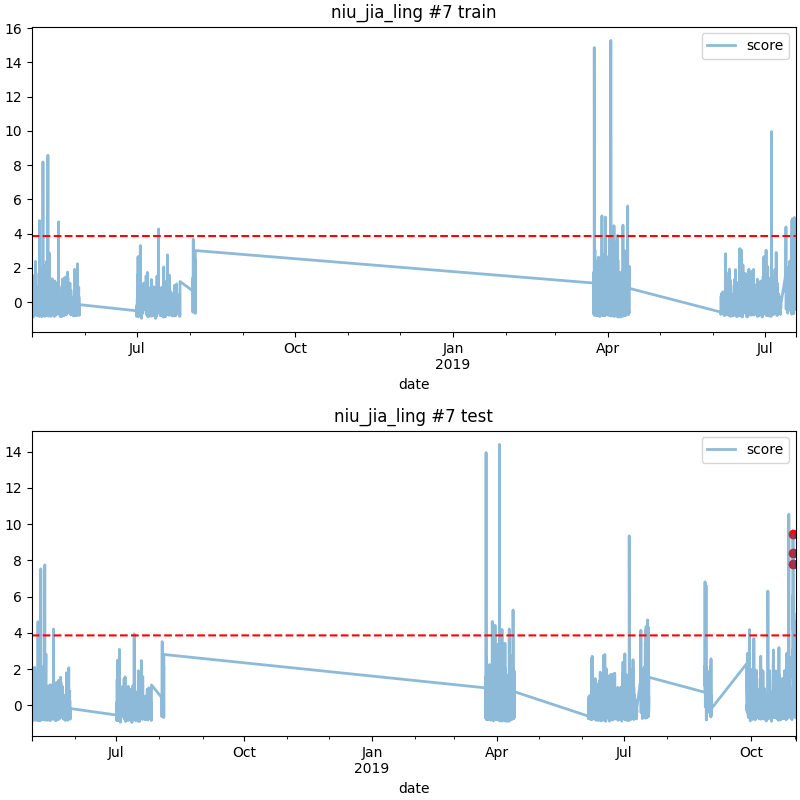 niu_jia_ling #7 train
score
16
14
12
10
8
6
4
2
0
Jul
Oct
Jan
2019
Apr
Jul
date
niu_jia_ling #7 test
score
14
12
10
8
6
4
2
0
Jul
Oct
Jan
2019
Apr
Jul
Oct
date